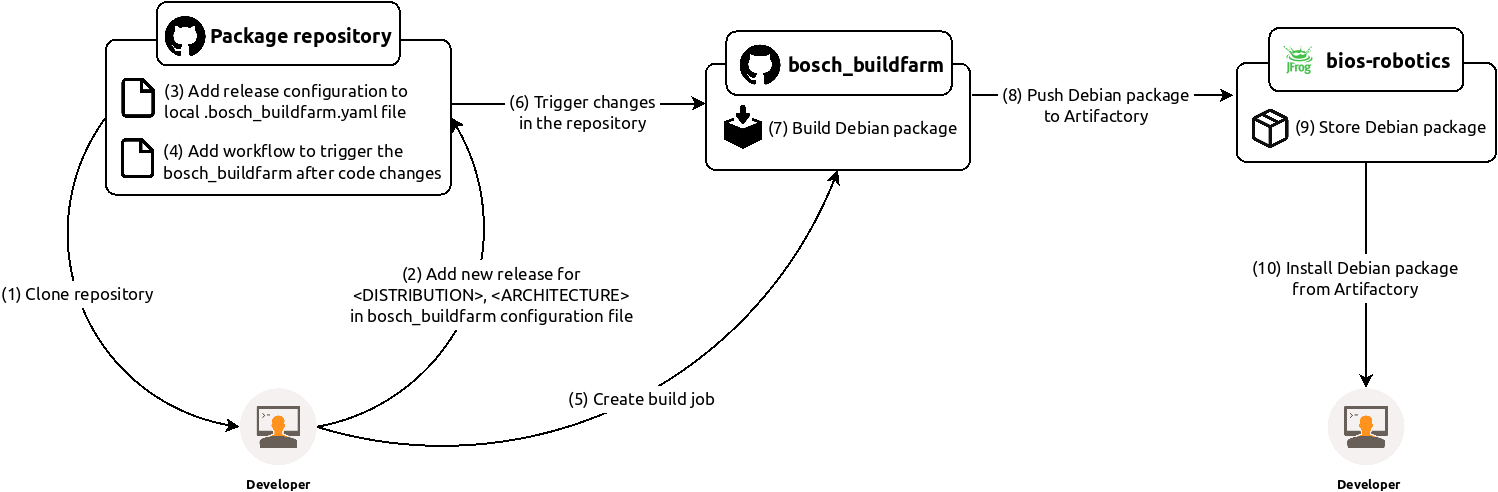 Package repository
(3) Add release configuration to
local .bosch_buildfarm.yaml file
(4) Add workflow to trigger the
bosch_buildfarm after code changes
(6) Trigger changes
in the repository
bosch_buildfarm
(7) Build Debian package
(8) Push Debian package
to Artifactory
JFrog
bios-robotics
(9) Store Debian package
(1) Clone repository
(2) Add new release for
<DISTRIBUTION>, <ARCHITECTURE>
in bosch_buildfarm configuration file
(5) Create build job
(10) Install Debian package
from Artifactory
>_
Developer
>_
Developer